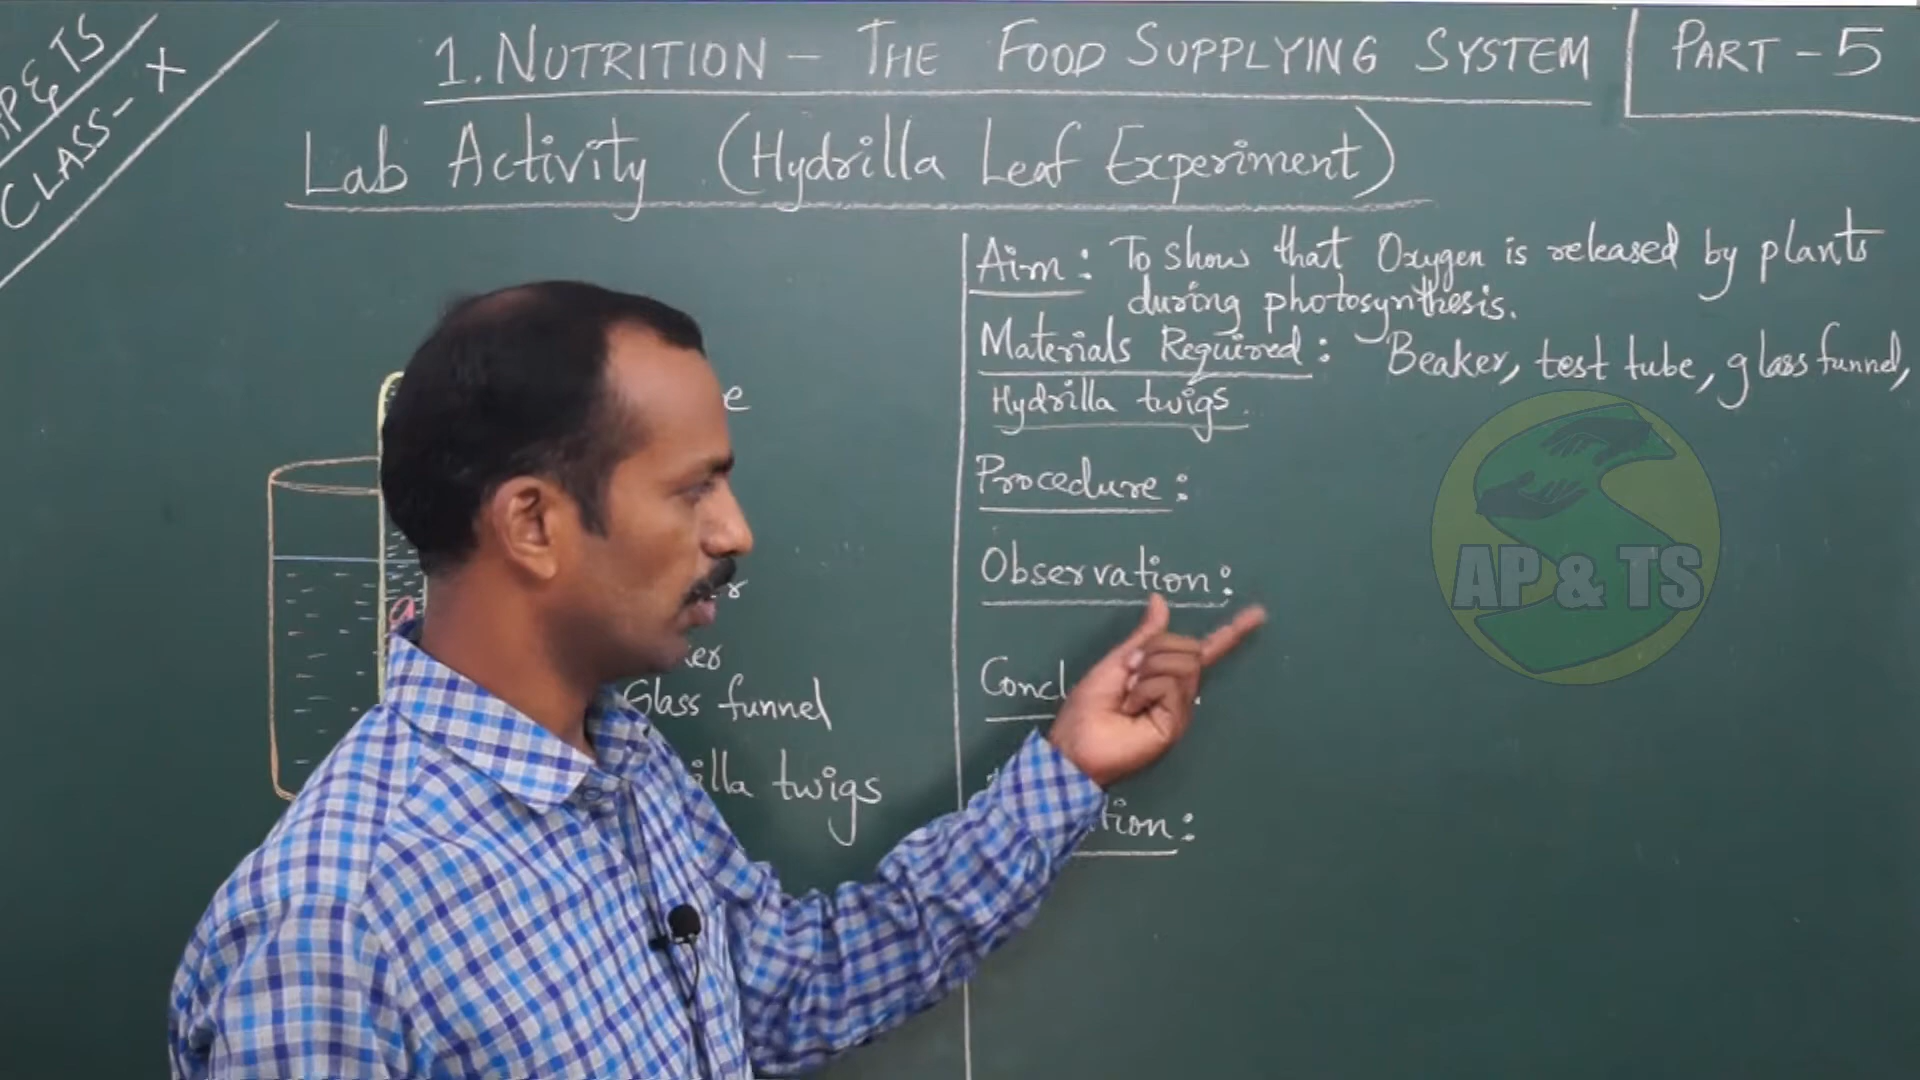 AP & TS
CLASS - X
1. NUTRITION - THE FOOD SUPPLYING SYSTEM
PART - 5
Lab Activity (Hydrilla Leaf Experiment)
Aim: To show that Oxygen is released by plants
during photosynthesis.
Materials Required: Beaker, test tube, glass funnel,
Hydrilla twigs.
Procedure:
Observation:
Glass funnel
twigs
AP & TS